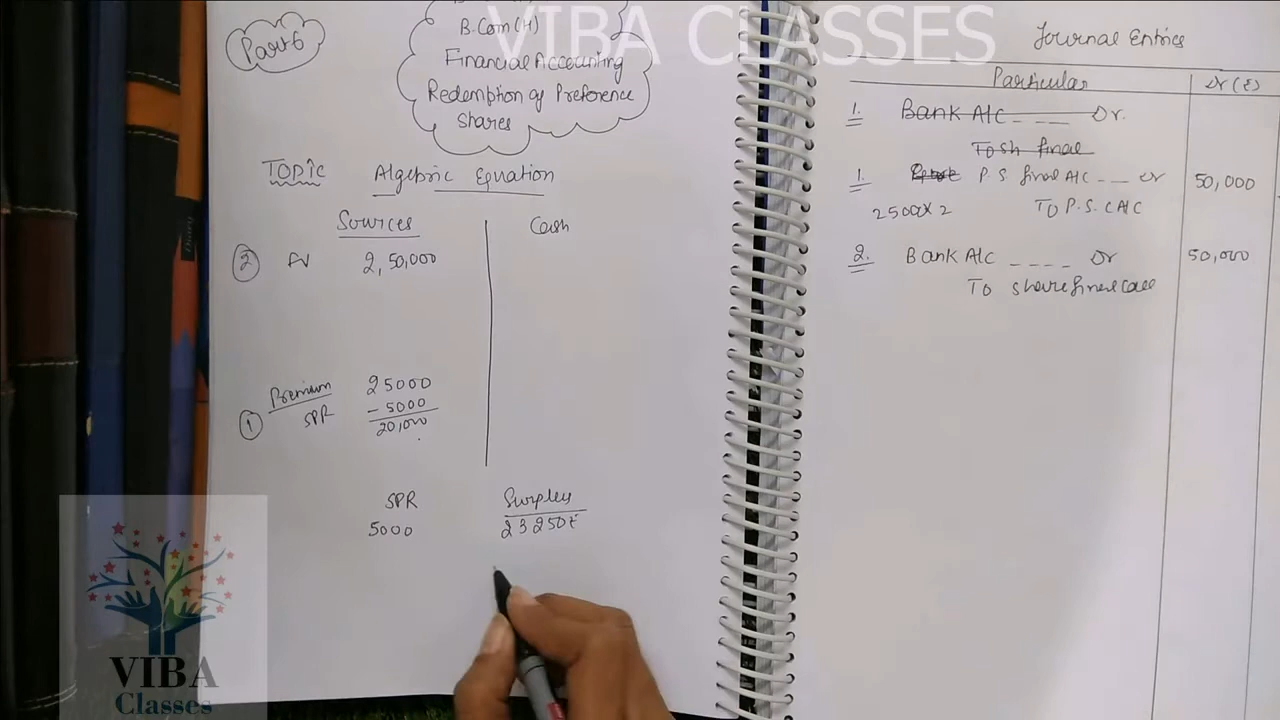 VIBA CLASSES
Part 6
B.Com(H)
Financial Accounting
Redemption of Preference
Shares
TOPIC Algebric Equation
Sources Cash
2 FV 2,50,000
Premium 25000
1 SPR - 5000
20,000
SPR Surplus
5000 23250₹
Journal Entries
Particular Dr (₹)
1. Bank A/C ---- Dr.
To sh final
1. P.S final A/C --- Dr 50,000
2500x2 To P.S. C A/C
2. Bank A/C ---- Dr 50,000
To share final call
VIBA
Classes